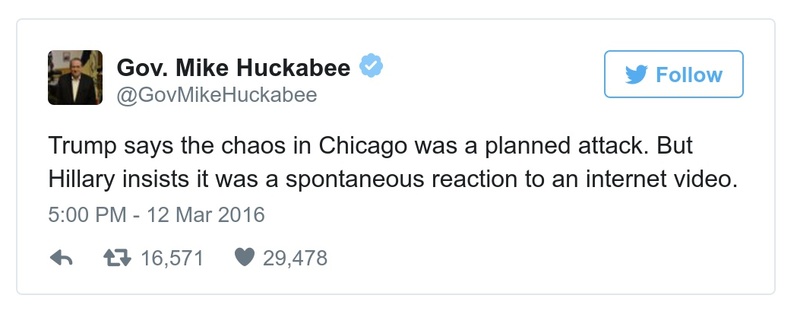 Gov. Mike Huckabee
@GovMikeHuckabee
Follow
Trump says the chaos in Chicago was a planned attack. But
Hillary insists it was a spontaneous reaction to an internet video.
5:00 PM - 12 Mar 2016
16,571 29,478